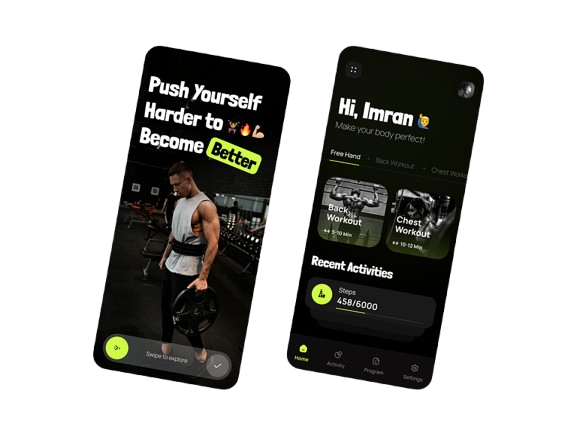 Push Yourself
Harder to 🏋️🔥💪
Become Better
Swipe to explore
Hi, Imran 🙋‍♂️
Make your body perfect!
Free Hand
Back Workout
Chest Worko
Back
Workout
5-10 Min
Chest
Workout
10-12 Min
Recent Activities
Steps
458/6000
Home
Activity
Program
Settings